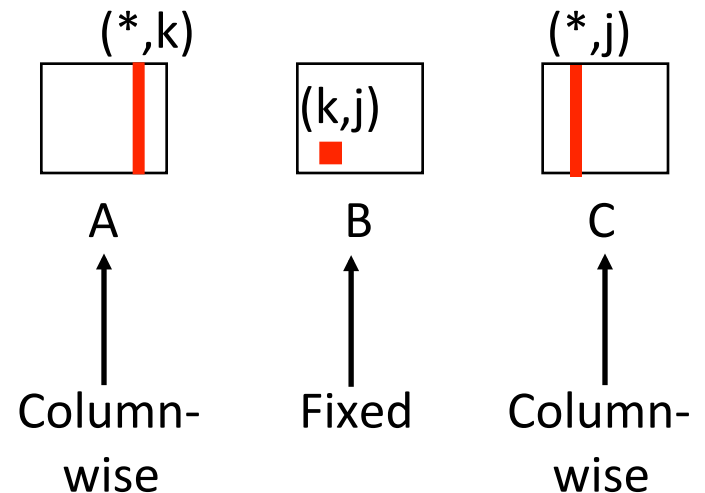 (*,k)
(*,j)
(k,j)
A
B
C
Column-
wise
Fixed
Column-
wise